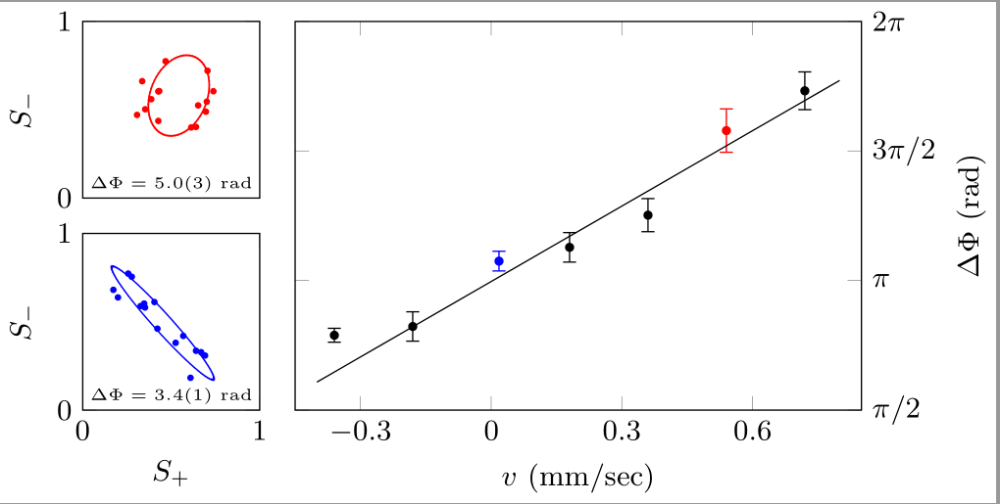 1
S₋
0
ΔΦ = 5.0(3) rad
1
S₋
0
ΔΦ = 3.4(1) rad
0
1
S₊
2π
3π/2
π
π/2
ΔΦ (rad)
−0.3
0
0.3
0.6
v (mm/sec)